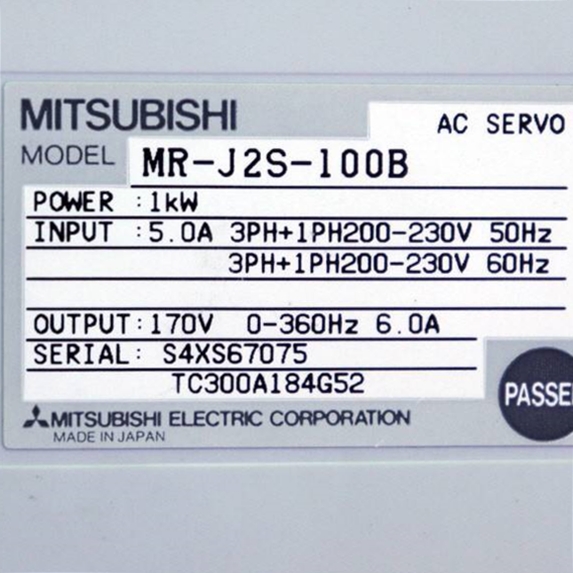 MITSUBISHI
AC SERVO
MODEL MR-J2S-100B
POWER :1kW
INPUT :5.0A 3PH+1PH200-230V 50Hz
3PH+1PH200-230V 60Hz
OUTPUT:170V 0-360Hz 6.0A
SERIAL: S4XS67075
TC300A184G52
PASSE
MITSUBISHI ELECTRIC CORPORATION
MADE IN JAPAN